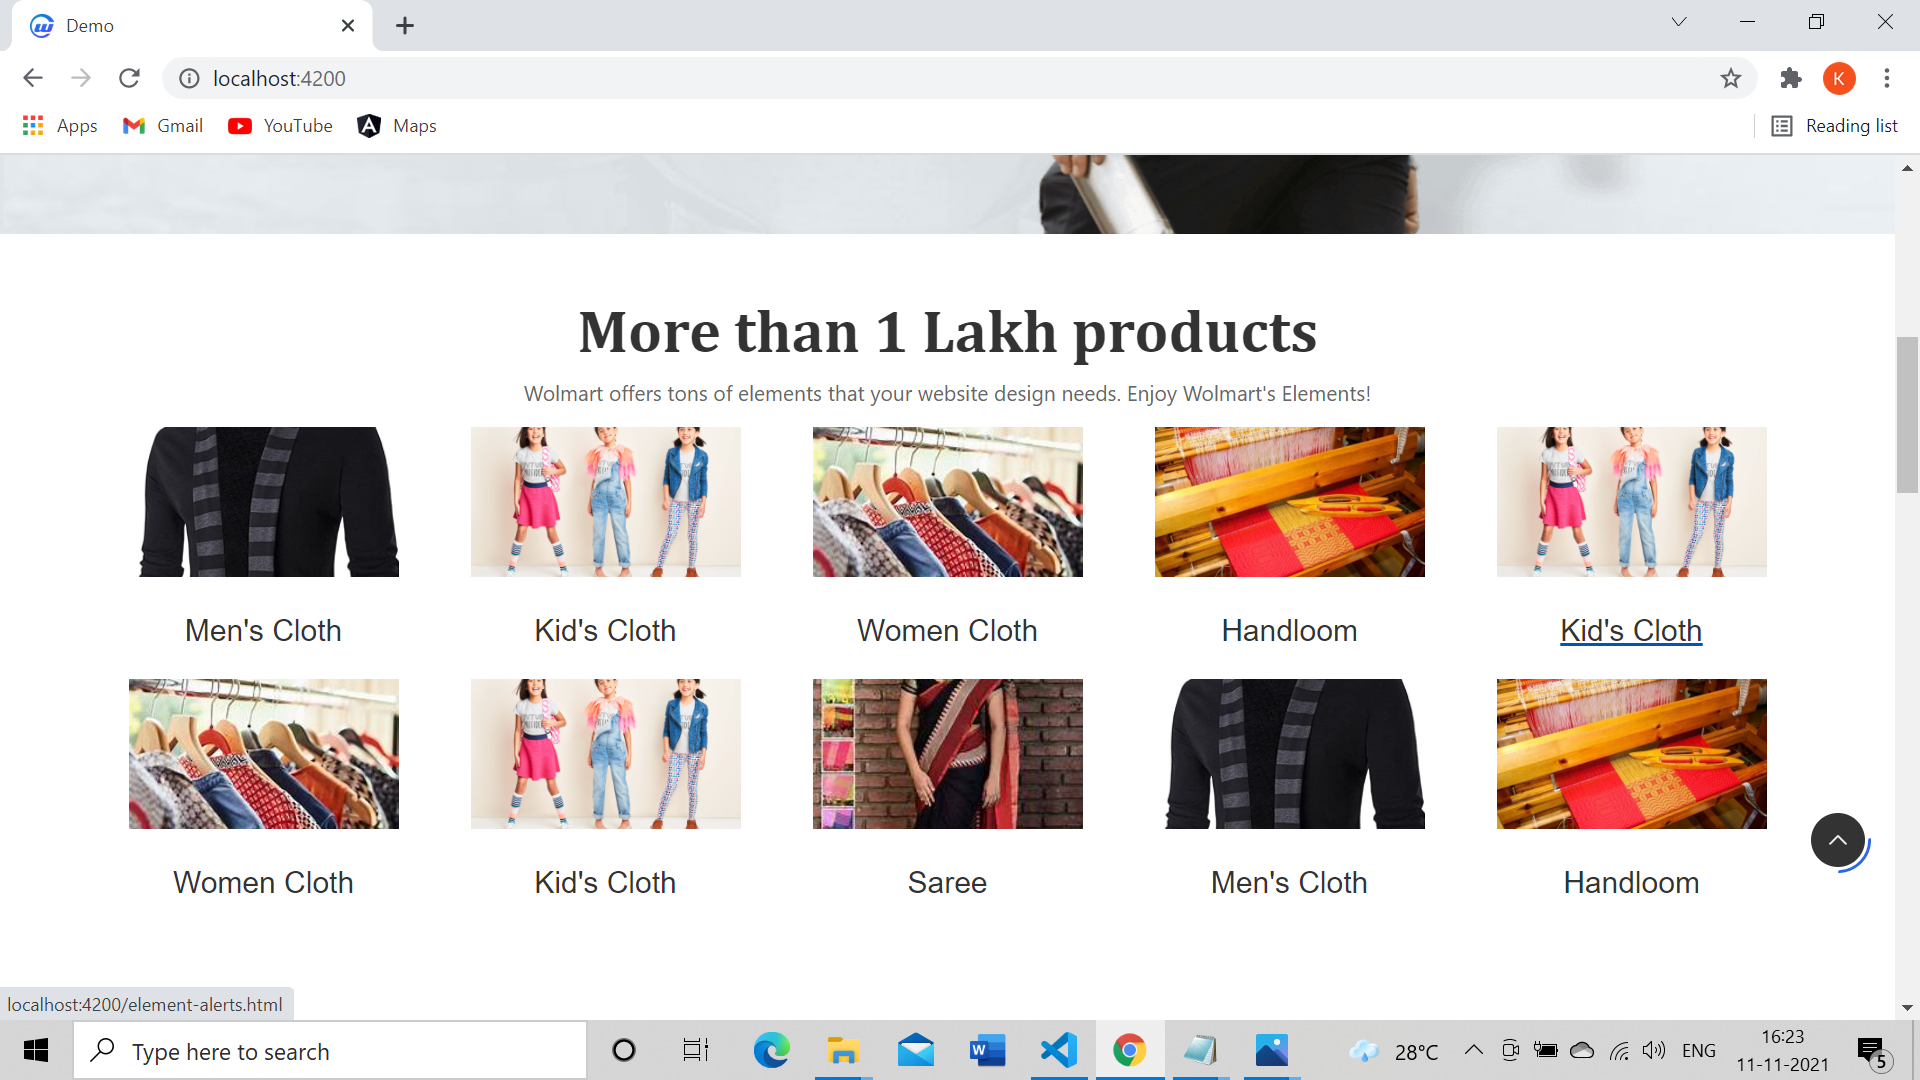 Demo
localhost:4200
K
Apps
Gmail
YouTube
Maps
Reading list
More than 1 Lakh products
Wolmart offers tons of elements that your website design needs. Enjoy Wolmart's Elements!
Men's Cloth
Kid's Cloth
Women Cloth
Handloom
Kid's Cloth
Women Cloth
Kid's Cloth
Saree
Men's Cloth
Handloom
localhost:4200/element-alerts.html
Type here to search
28°C
ENG
16:23
11-11-2021
5